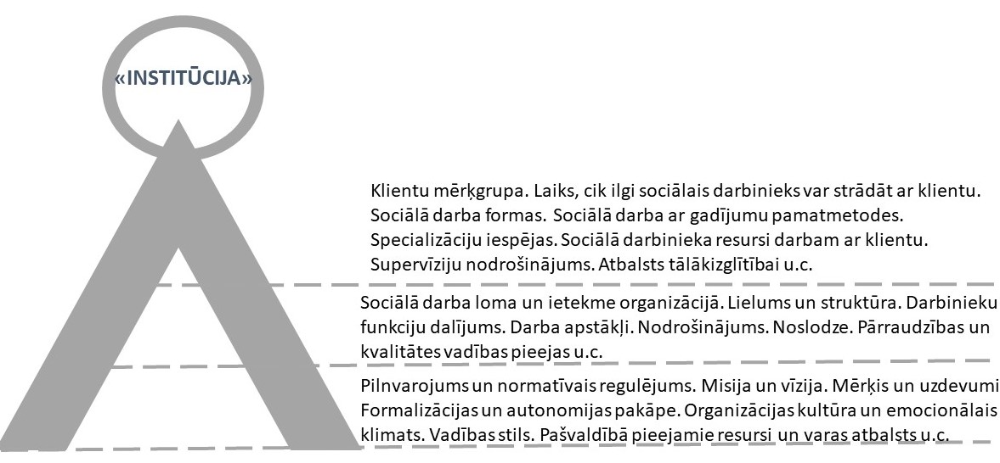 «INSTITŪCIJA»
Klientu mērķgrupa. Laiks, cik ilgi sociālais darbinieks var strādāt ar klientu.
Sociālā darba formas. Sociālā darba ar gadījumu pamatmetodes.
Specializāciju iespējas. Sociālā darbinieka resursi darbam ar klientu.
Supervīziju nodrošinājums. Atbalsts tālākizglītībai u.c.
Sociālā darba loma un ietekme organizācijā. Lielums un struktūra. Darbinieku
funkciju dalījums. Darba apstākļi. Nodrošinājums. Noslodze. Pārraudzības un
kvalitātes vadības pieejas u.c.
Pilnvarojums un normatīvais regulējums. Misija un vīzija. Mērķis un uzdevumi
Formalizācijas un autonomijas pakāpe. Organizācijas kultūra un emocionālais
klimats. Vadības stils. Pašvaldībā pieejamie resursi un varas atbalsts u.c.